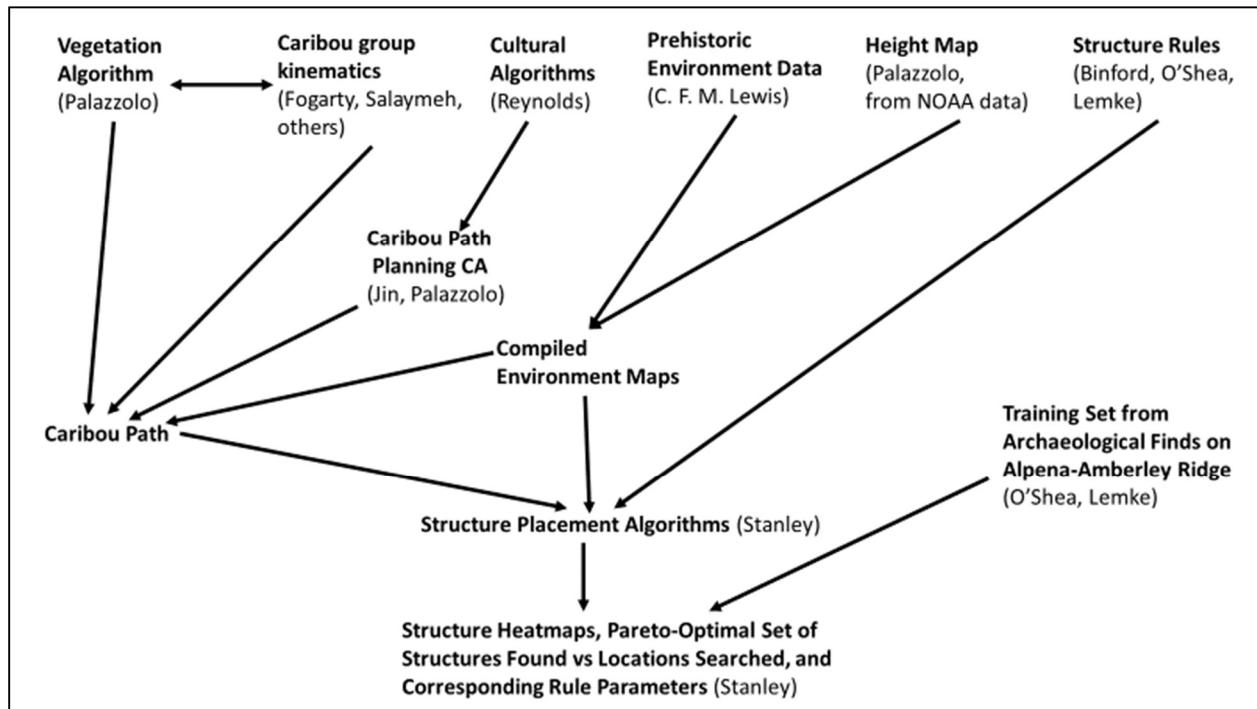 Vegetation
Algorithm
(Palazzolo)
Caribou group
kinematics
(Fogarty, Salaymeh,
others)
Cultural
Algorithms
(Reynolds)
Prehistoric
Environment Data
(C. F. M. Lewis)
Height Map
(Palazzolo,
from NOAA data)
Structure Rules
(Binford, O'Shea,
Lemke)
Caribou Path
Planning CA
(Jin, Palazzolo)
Compiled
Environment Maps
Caribou Path
Training Set from
Archaeological Finds on
Alpena-Amberley Ridge
(O'Shea, Lemke)
Structure Placement Algorithms (Stanley)
Structure Heatmaps, Pareto-Optimal Set of
Structures Found vs Locations Searched, and
Corresponding Rule Parameters (Stanley)